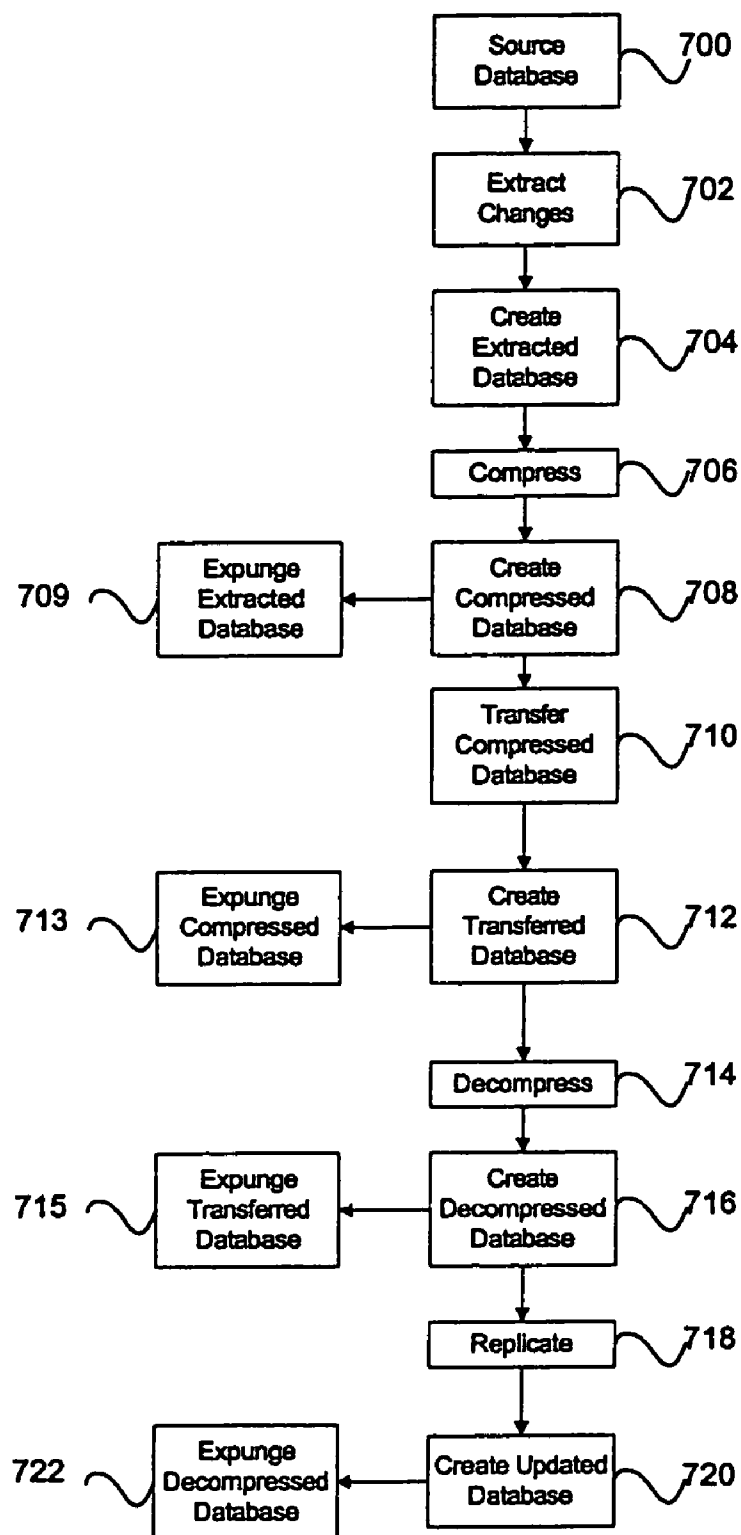 Source
Database
700
Extract
Changes
702
Create
Extracted
Database
704
Compress
706
709
Expunge
Extracted
Database
Create
Compressed
Database
708
Transfer
Compressed
Database
710
713
Expunge
Compressed
Database
Create
Transferred
Database
712
Decompress
714
715
Expunge
Transferred
Database
Create
Decompressed
Database
716
Replicate
718
722
Expunge
Decompressed
Database
Create Updated
Database
720